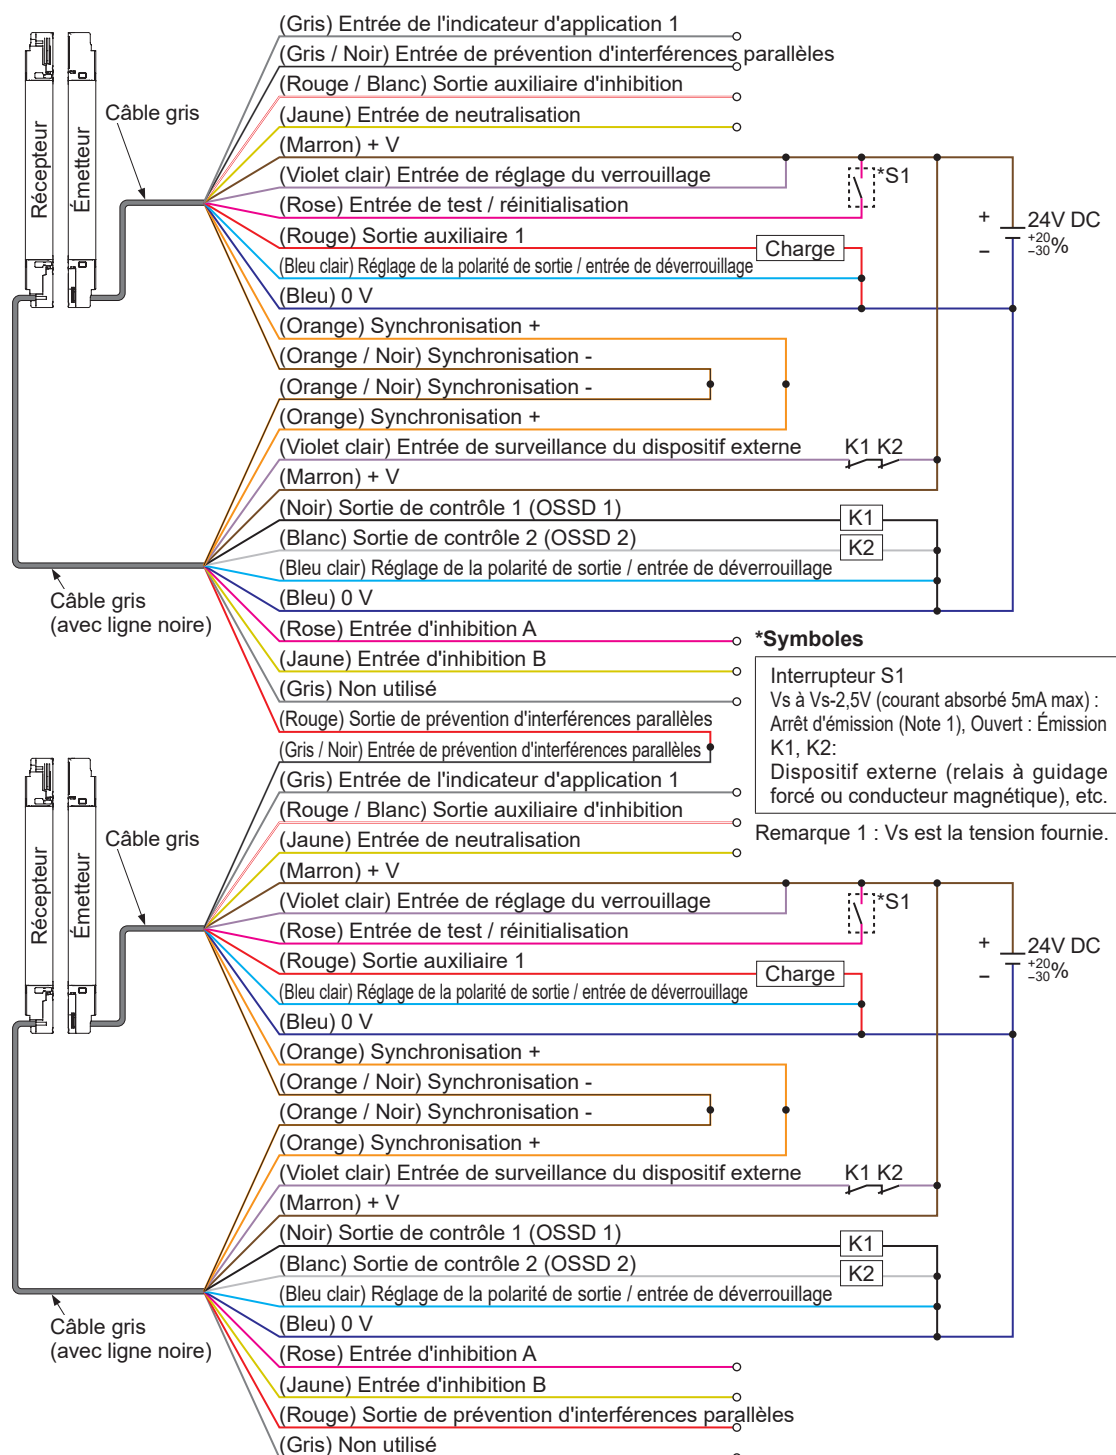 (Gris) Entrée de l'indicateur d'application 1
(Gris / Noir) Entrée de prévention d'interférences parallèles
(Rouge / Blanc) Sortie auxiliaire d'inhibition
Câble gris
(Jaune) Entrée de neutralisation
(Marron) + V
Récepteur
Émetteur
(Violet clair) Entrée de réglage du verrouillage
*S1
(Rose) Entrée de test / réinitialisation
+ 24V DC
− +20 −30 %
(Rouge) Sortie auxiliaire 1
Charge
(Bleu clair) Réglage de la polarité de sortie / entrée de déverrouillage
(Bleu) 0 V
(Orange) Synchronisation +
(Orange / Noir) Synchronisation -
(Orange / Noir) Synchronisation -
(Orange) Synchronisation +
(Violet clair) Entrée de surveillance du dispositif externe
K1 K2
(Marron) + V
(Noir) Sortie de contrôle 1 (OSSD 1)
K1
(Blanc) Sortie de contrôle 2 (OSSD 2)
K2
(Bleu clair) Réglage de la polarité de sortie / entrée de déverrouillage
Câble gris
(avec ligne noire)
(Bleu) 0 V
(Rose) Entrée d'inhibition A
(Jaune) Entrée d'inhibition B
(Gris) Non utilisé
(Rouge) Sortie de prévention d'interférences parallèles
*Symboles
Interrupteur S1
Vs à Vs-2,5V (courant absorbé 5mA max) :
Arrêt d'émission (Note 1), Ouvert : Émission
K1, K2:
Dispositif externe (relais à guidage
forcé ou conducteur magnétique), etc.
Remarque 1 : Vs est la tension fournie.
(Gris / Noir) Entrée de prévention d'interférences parallèles
(Gris) Entrée de l'indicateur d'application 1
(Rouge / Blanc) Sortie auxiliaire d'inhibition
Câble gris
(Jaune) Entrée de neutralisation
(Marron) + V
Récepteur
Émetteur
(Violet clair) Entrée de réglage du verrouillage
*S1
(Rose) Entrée de test / réinitialisation
+ 24V DC
− +20 −30 %
(Rouge) Sortie auxiliaire 1
Charge
(Bleu clair) Réglage de la polarité de sortie / entrée de déverrouillage
(Bleu) 0 V
(Orange) Synchronisation +
(Orange / Noir) Synchronisation -
(Orange / Noir) Synchronisation -
(Orange) Synchronisation +
(Violet clair) Entrée de surveillance du dispositif externe
K1 K2
(Marron) + V
(Noir) Sortie de contrôle 1 (OSSD 1)
K1
(Blanc) Sortie de contrôle 2 (OSSD 2)
K2
(Bleu clair) Réglage de la polarité de sortie / entrée de déverrouillage
Câble gris
(avec ligne noire)
(Bleu) 0 V
(Rose) Entrée d'inhibition A
(Jaune) Entrée d'inhibition B
(Rouge) Sortie de prévention d'interférences parallèles
(Gris) Non utilisé